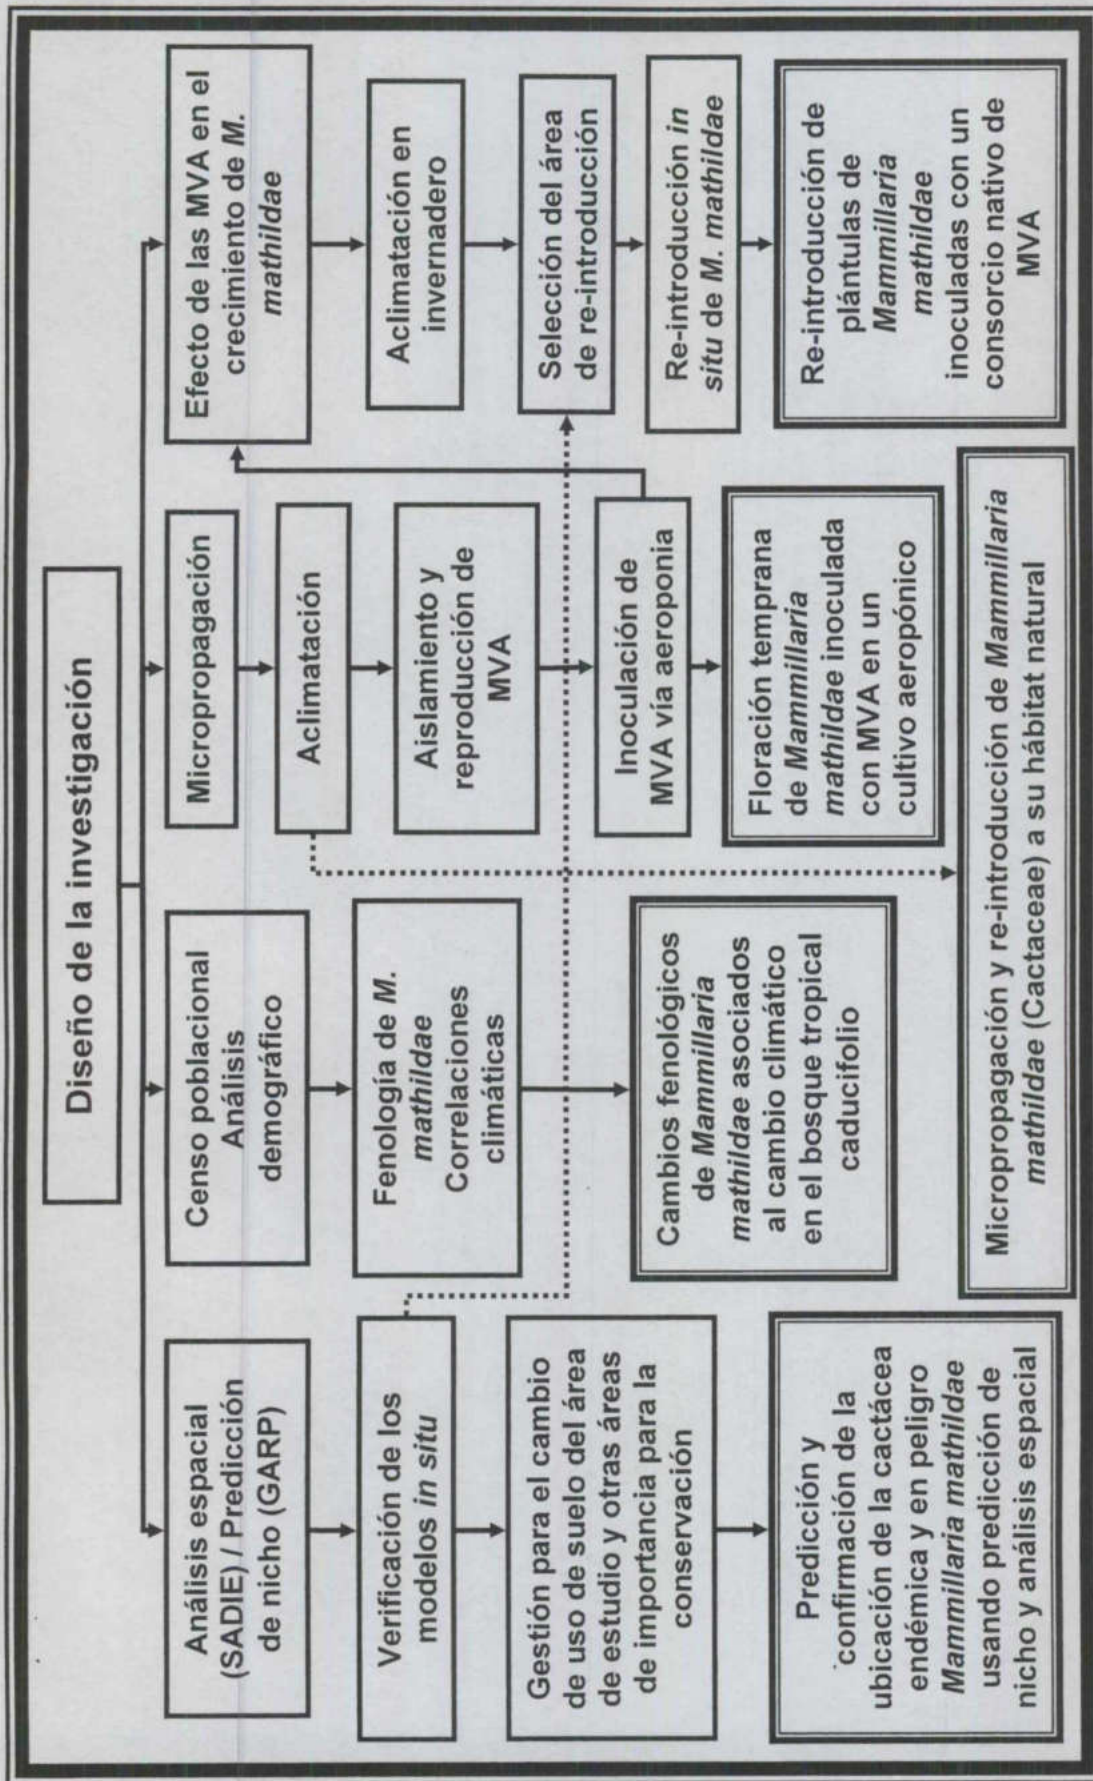 Diseño de la investigación
Análisis espacial
(SADIE) / Predicción
de nicho (GARP)
Verificación de los
modelos in situ
Gestión para el cambio
de uso de suelo del área
de estudio y otras áreas
de importancia para la
conservación
Predicción y
confirmación de la
ubicación de la cactácea
endémica y en peligro
Mammillaria mathildae
usando predicción de
nicho y análisis espacial
Censo poblacional
Análisis
demográfico
Fenología de M.
mathildae
Correlaciones
climáticas
Cambios fenológicos
de Mammillaria
mathildae asociados
al cambio climático
en el bosque tropical
caducifolio
Micropropagación
Aclimatación
Aislamiento y
reproducción de
MVA
Inoculación de
MVA vía aeroponia
Floración temprana
de Mammillaria
mathildae inoculada
con MVA en un
cultivo aeropónico
Efecto de las MVA en el
crecimiento de M.
mathildae
Aclimatación en
invernadero
Selección del área
de re-introducción
Re-introducción in
situ de M. mathildae
Re-introducción de
plántulas de
Mammillaria
mathildae
inoculadas con un
consorcio nativo de
MVA
Micropropagación y re-introducción de Mammillaria
mathildae (Cactaceae) a su hábitat natural